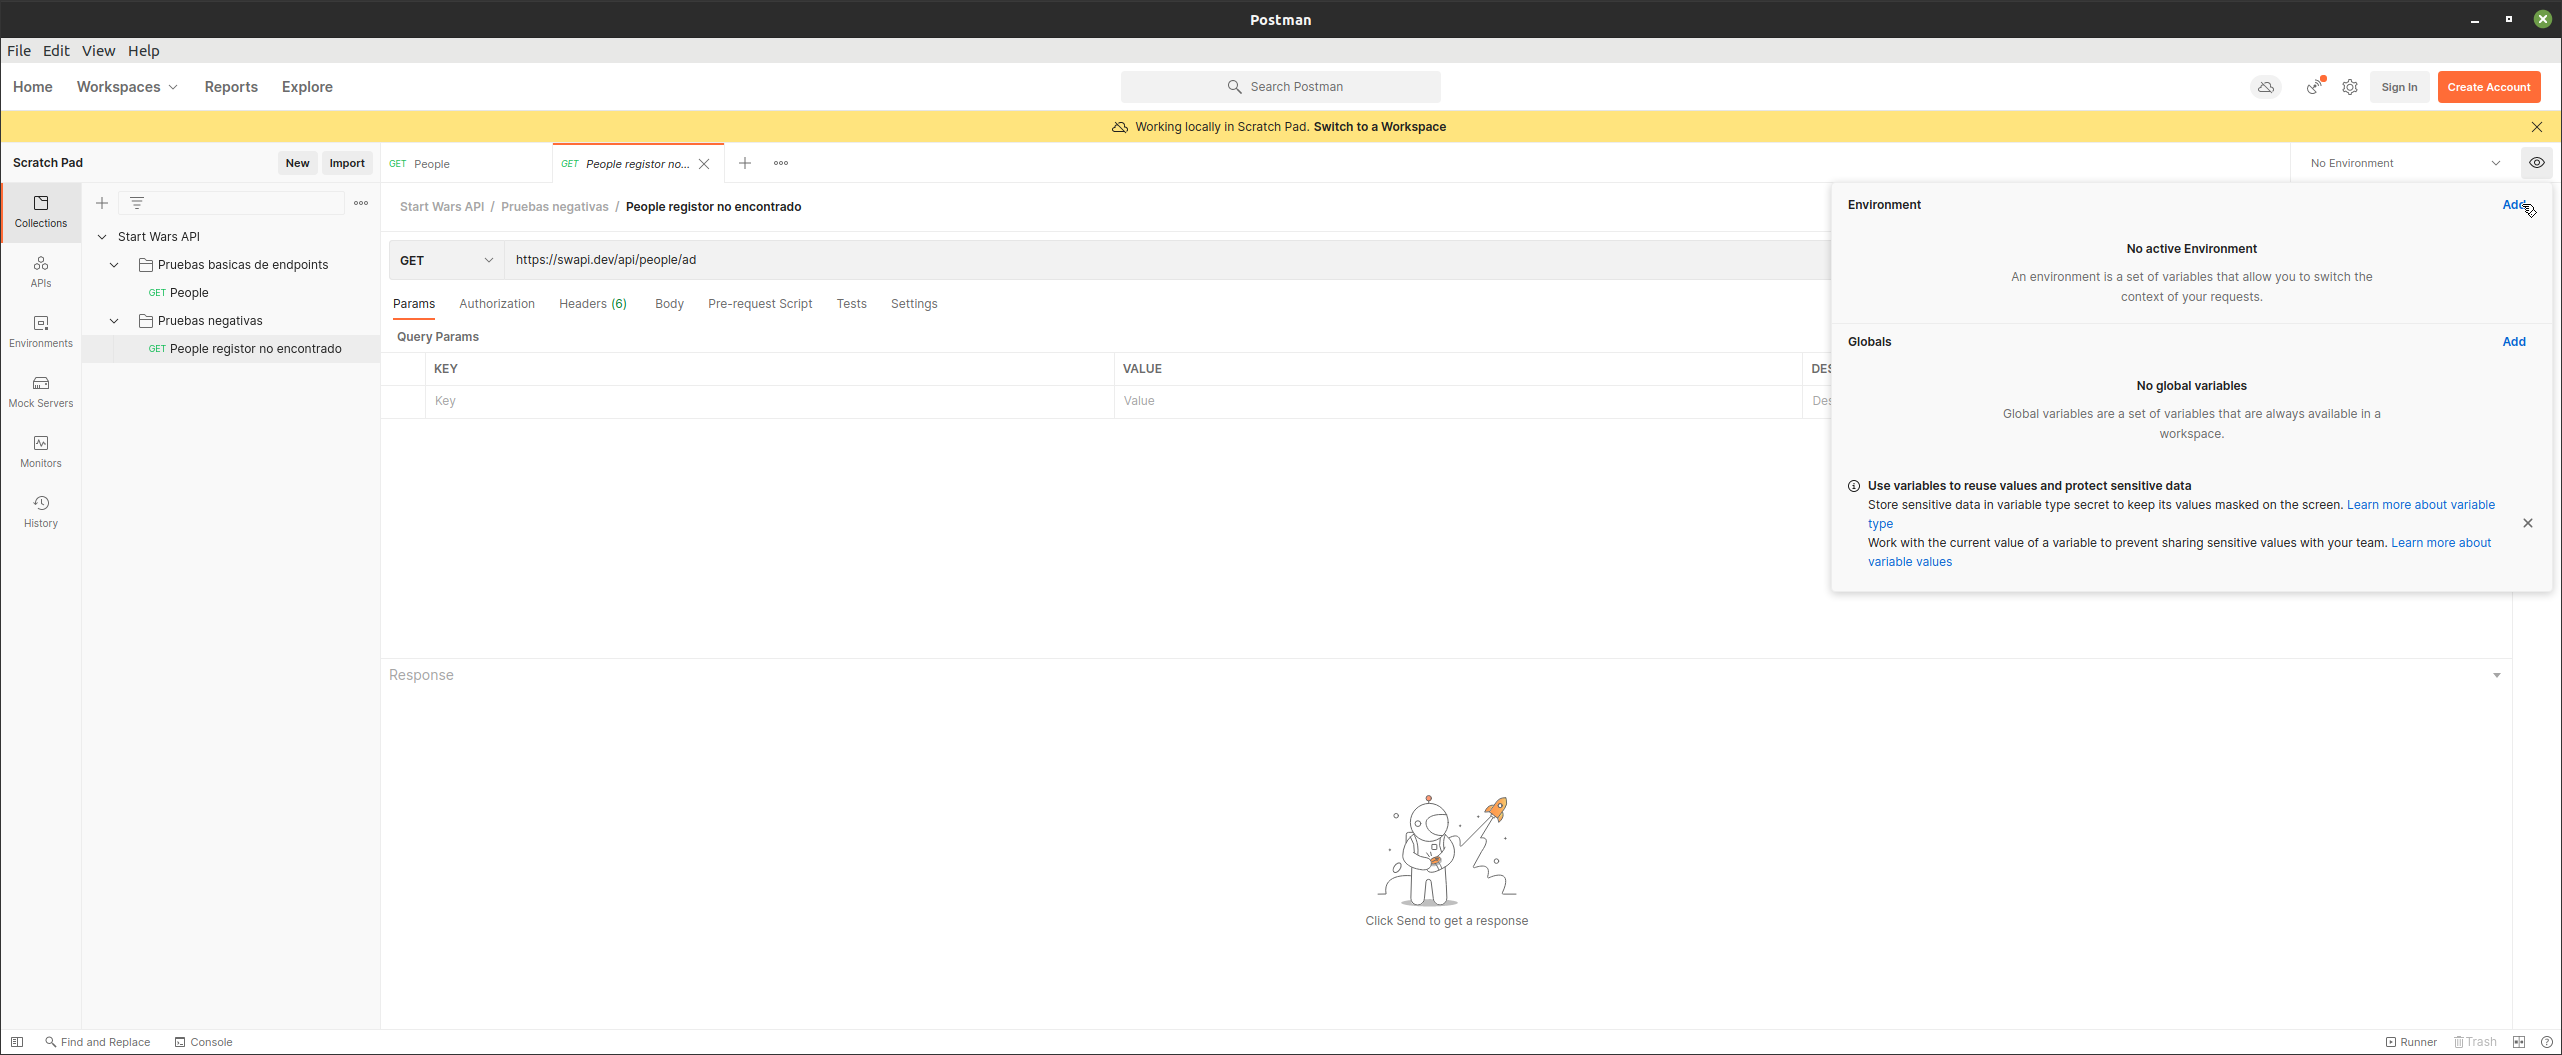 Postman
File Edit View Help
Home Workspaces Reports Explore Search Postman Sign In Create Account
Working locally in Scratch Pad. Switch to a Workspace
Scratch Pad New Import GET People GET People registor no... No Environment
Collections
APIs
Environments
Mock Servers
Monitors
History
Start Wars API
Pruebas basicas de endpoints
GET People
Pruebas negativas
GET People registor no encontrado
Start Wars API / Pruebas negativas / People registor no encontrado
GET https://swapi.dev/api/people/ad
Params Authorization Headers (6) Body Pre-request Script Tests Settings
Query Params
KEY VALUE DES
Key Value Des
Environment Add
No active Environment
An environment is a set of variables that allow you to switch the
context of your requests.
Globals Add
No global variables
Global variables are a set of variables that are always available in a
workspace.
Use variables to reuse values and protect sensitive data
Store sensitive data in variable type secret to keep its values masked on the screen. Learn more about variable
type
Work with the current value of a variable to prevent sharing sensitive values with your team. Learn more about
variable values
Response
Click Send to get a response
Find and Replace Console Runner Trash